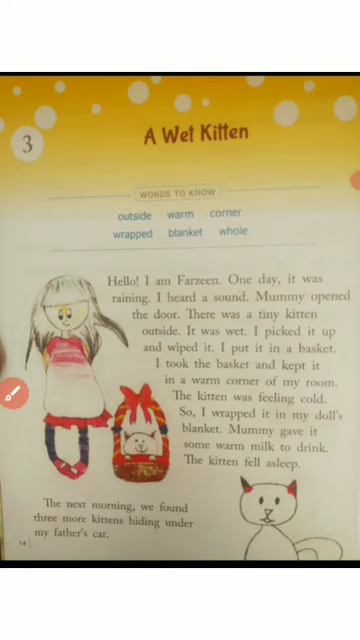 3
A Wet Kitten
WORDS TO KNOW
outside warm corner
wrapped blanket whole
Hello! I am Farzeen. One day, it was
raining. I heard a sound. Mummy opened
the door. There was a tiny kitten
outside. It was wet. I picked it up
and wiped it. I put it in a basket.
I took the basket and kept it
in a warm corner of my room.
The kitten was feeling cold.
So, I wrapped it in my doll's
blanket. Mummy gave it
some warm milk to drink.
The kitten fell asleep.
The next morning, we found
three more kittens hiding under
my father's car.
14